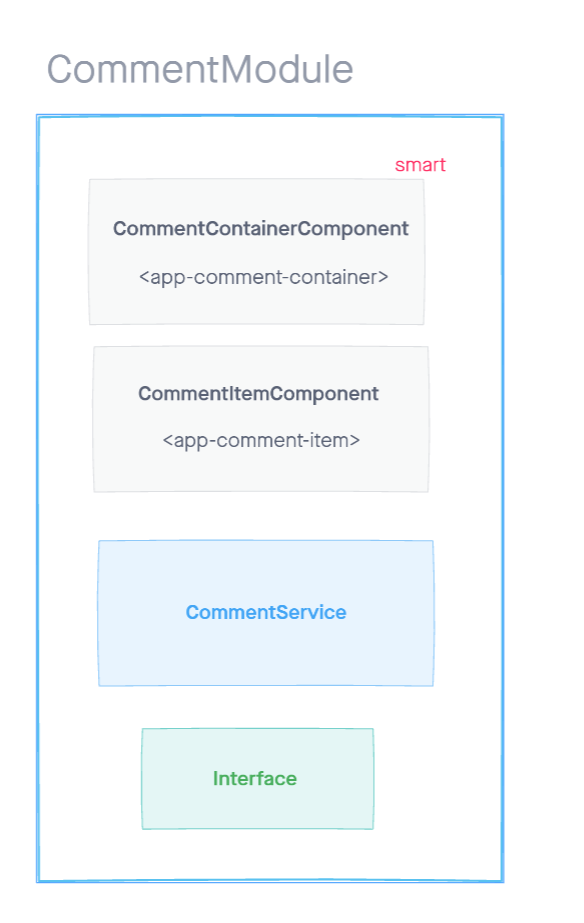 CommentModule
smart
CommentContainerComponent
<app-comment-container>
CommentItemComponent
<app-comment-item>
CommentService
Interface